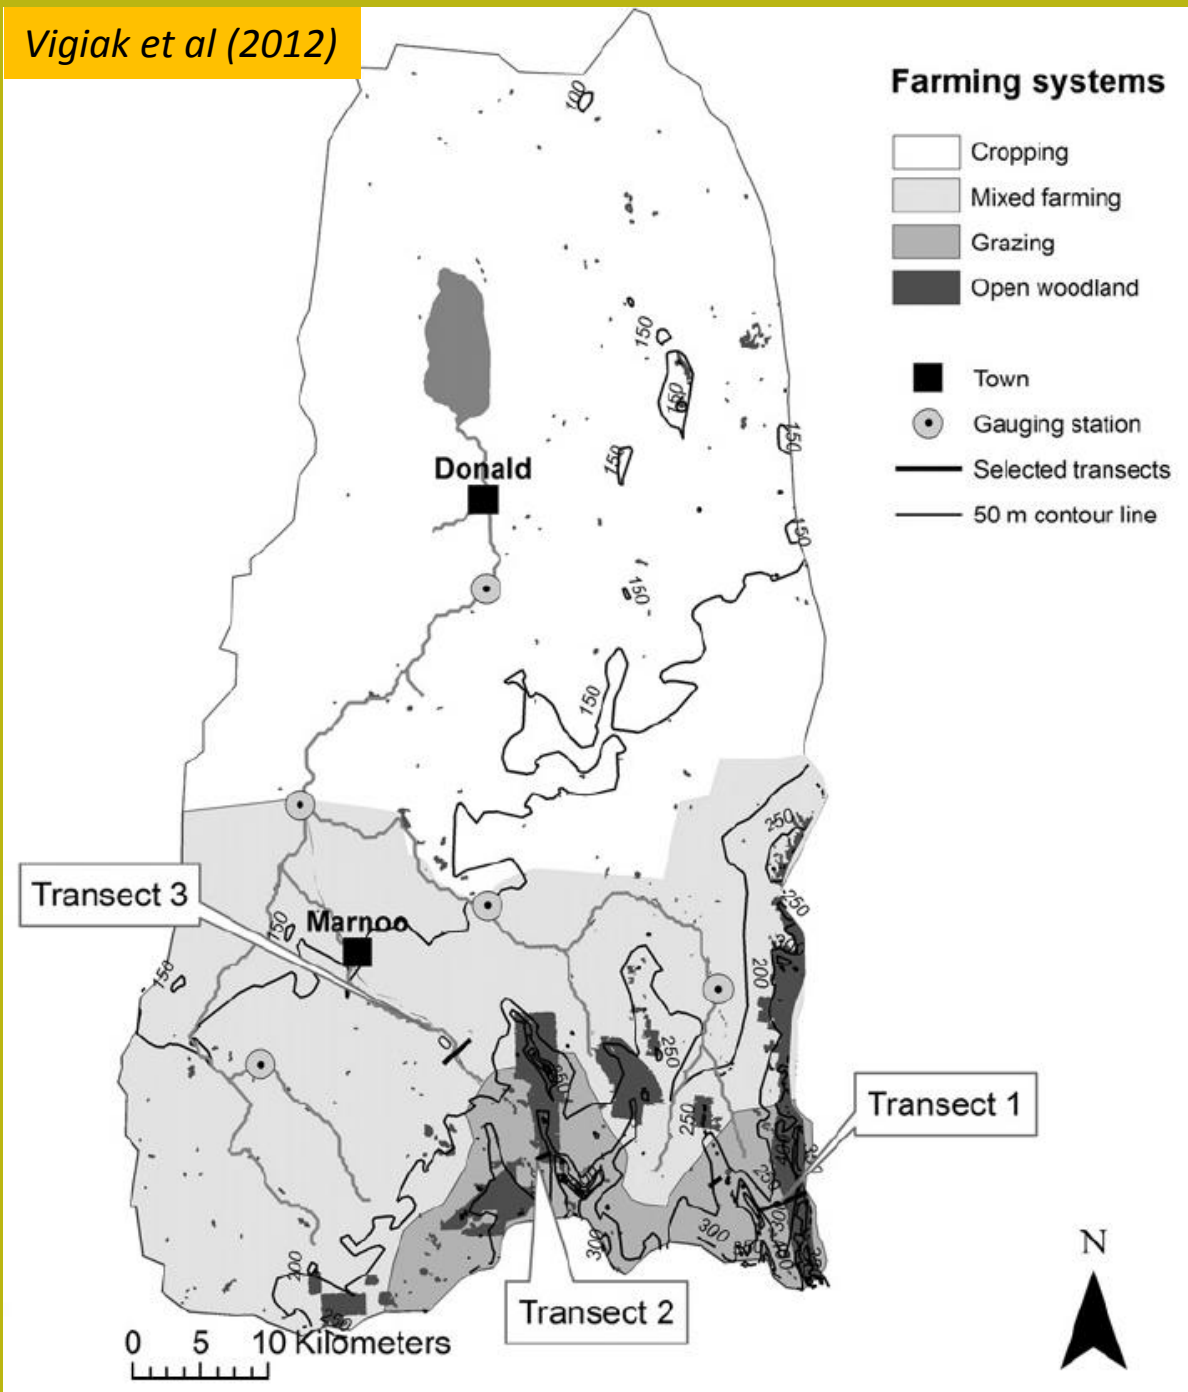 Vigiak et al (2012)
Farming systems
Cropping
Mixed farming
Grazing
Open woodland
Town
Gauging station
Selected transects
50 m contour line
100
150
150
150
150
Donald
150
150
150
250
250
Transect 3
Marnoo
150
150
200
0
250
250
Transect 1
300
300
200
Transect 2
0 5 10 Kilometers
N